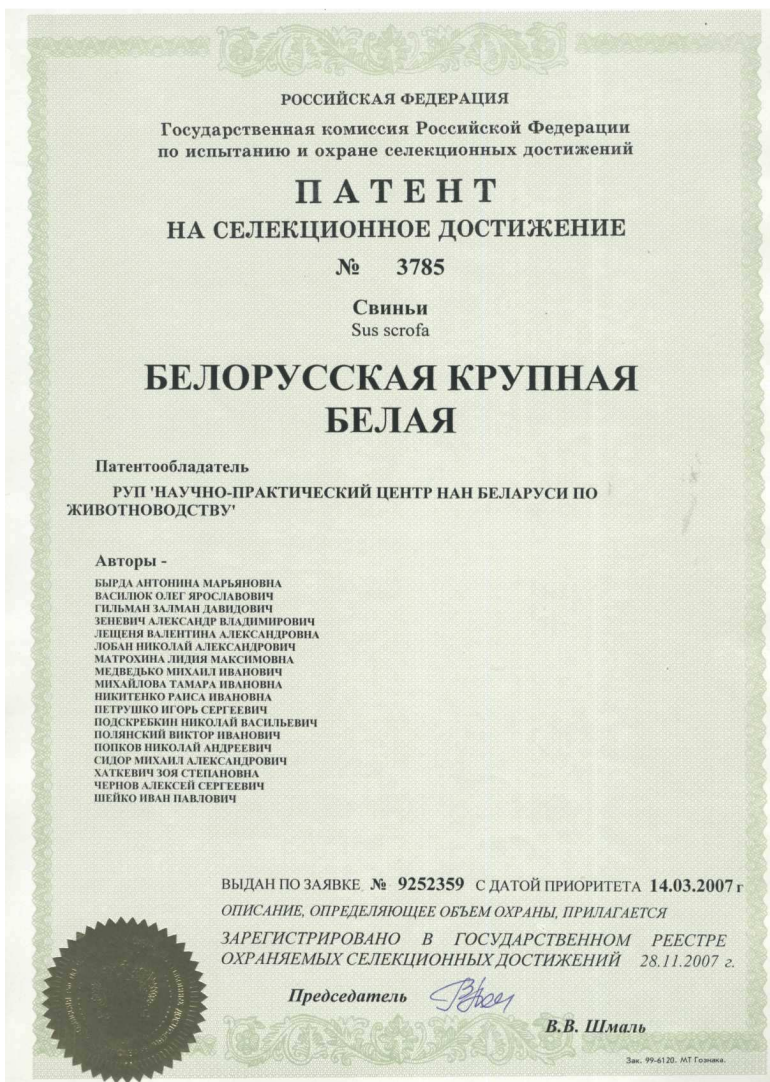 РОССИЙСКАЯ ФЕДЕРАЦИЯ
Государственная комиссия Российской Федерации
по испытанию и охране селекционных достижений
ПАТЕНТ
НА СЕЛЕКЦИОННОЕ ДОСТИЖЕНИЕ
№ 3785
Свиньи
Sus scrofa
БЕЛОРУССКАЯ КРУПНАЯ
БЕЛАЯ
Патентообладатель
РУП 'НАУЧНО-ПРАКТИЧЕСКИЙ ЦЕНТР НАН БЕЛАРУСИ ПО
ЖИВОТНОВОДСТВУ'
Авторы -
БЫРДА АНТОНИНА МАРЬЯНОВНА
ВАСИЛЮК ОЛЕГ ЯРОСЛАВОВИЧ
ГИЛЬМАН ЗАЛМАН ДАВИДОВИЧ
ЗЕНЕВИЧ АЛЕКСАНДР ВЛАДИМИРОВИЧ
ЛЕЩЕНЯ ВАЛЕНТИНА АЛЕКСАНДРОВНА
ЛОБАН НИКОЛАЙ АЛЕКСАНДРОВИЧ
МАТРОХИНА ЛИДИЯ МАКСИМОВНА
МЕДВЕДЬКО МИХАИЛ ИВАНОВИЧ
МИХАЙЛОВА ТАМАРА ИВАНОВНА
НИКИТЕНКО РАИСА ИВАНОВНА
ПЕТРУШКО ИГОРЬ СЕРГЕЕВИЧ
ПОДСКРЕБКИН НИКОЛАЙ ВАСИЛЬЕВИЧ
ПОЛЯНСКИЙ ВИКТОР ИВАНОВИЧ
ПОПКОВ НИКОЛАЙ АНДРЕЕВИЧ
СИДОР МИХАИЛ АЛЕКСАНДРОВИЧ
ХАТКЕВИЧ ЗОЯ СТЕПАНОВНА
ЧЕРНОВ АЛЕКСЕЙ СЕРГЕЕВИЧ
ШЕЙКО ИВАН ПАВЛОВИЧ
ВЫДАН ПО ЗАЯВКЕ № 9252359 С ДАТОЙ ПРИОРИТЕТА 14.03.2007 г
ОПИСАНИЕ, ОПРЕДЕЛЯЮЩЕЕ ОБЪЕМ ОХРАНЫ, ПРИЛАГАЕТСЯ
ЗАРЕГИСТРИРОВАНО В ГОСУДАРСТВЕННОМ РЕЕСТРЕ
ОХРАНЯЕМЫХ СЕЛЕКЦИОННЫХ ДОСТИЖЕНИЙ 28.11.2007 г.
Председатель
В.В. Шмаль
Зак. 99-6120. МТ Гознака.